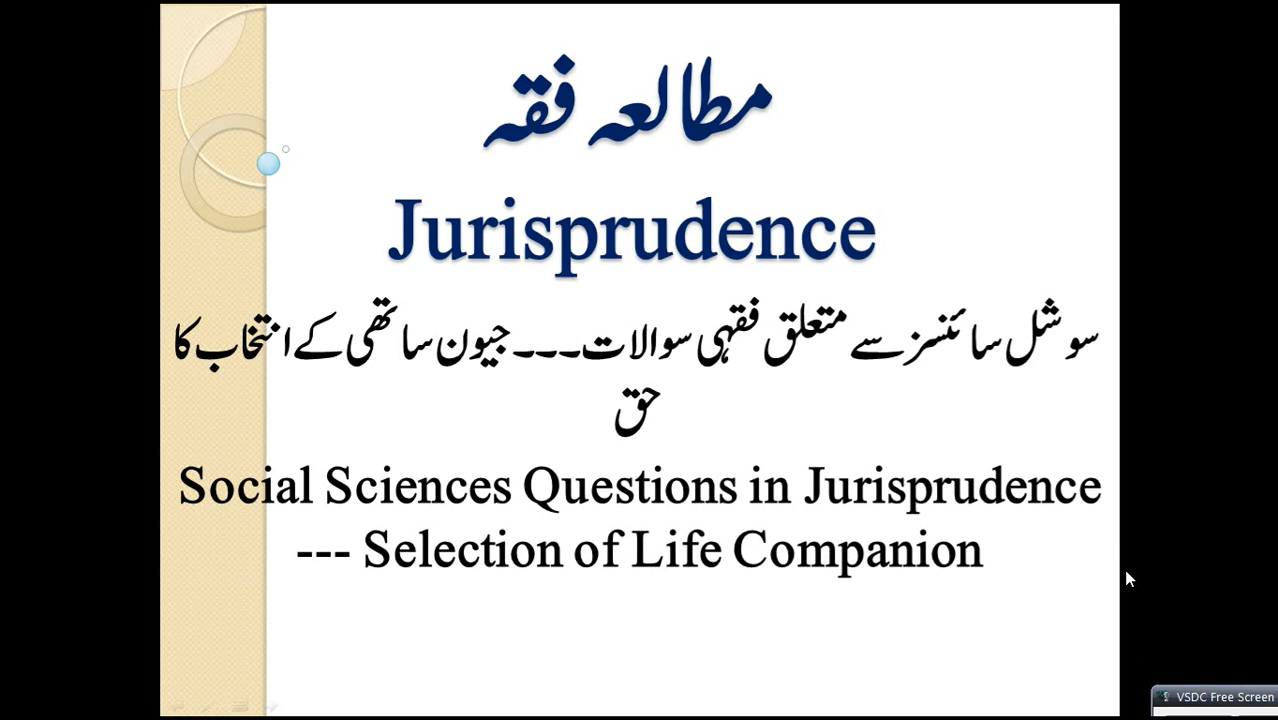 مطالعہ فقہ
Jurisprudence
سوشل سائنسز سے متعلق فقہی سوالات۔۔۔جیون ساتھی کے انتخاب کا
حق
Social Sciences Questions in Jurisprudence
--- Selection of Life Companion
VSDC Free Screen